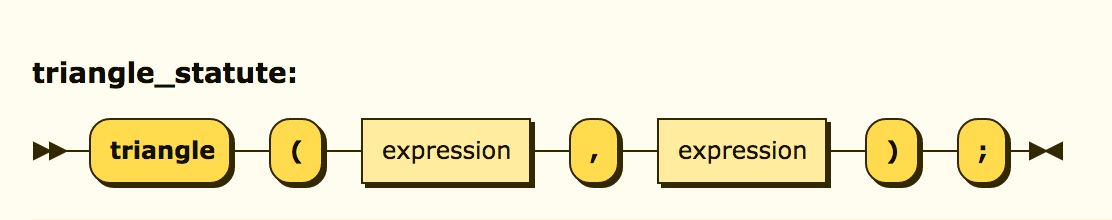 triangle_statute:
triangle ( expression , expression ) ;